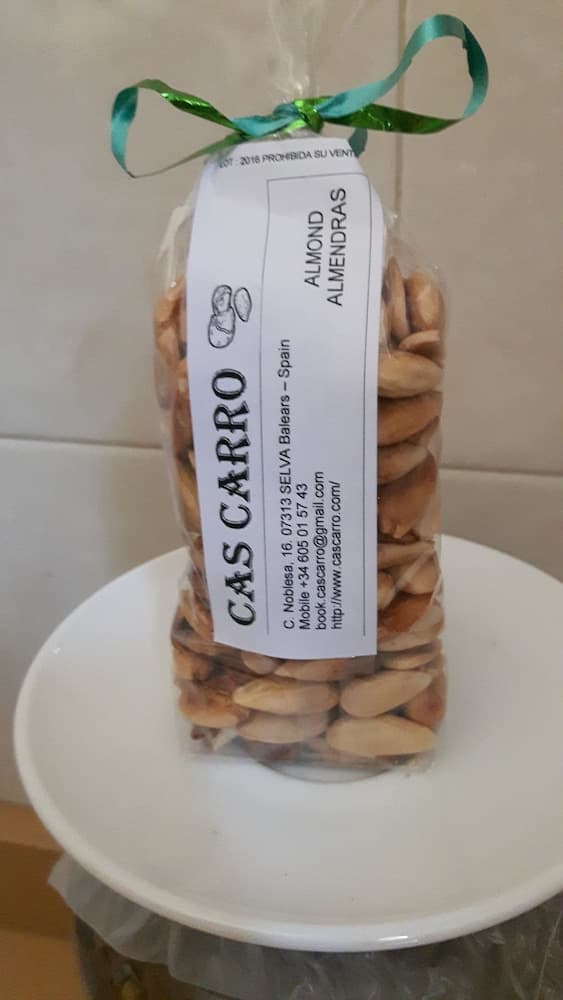 LOT : 2016 PROHIBIDA SU VENTA
CAS CARRO
C. Noblesa, 16. 07313 SELVA Balears – Spain
Mobile +34 605 01 57 43
book.cascarro@gmail.com
http://www.cascarro.com/
ALMOND
ALMENDRAS